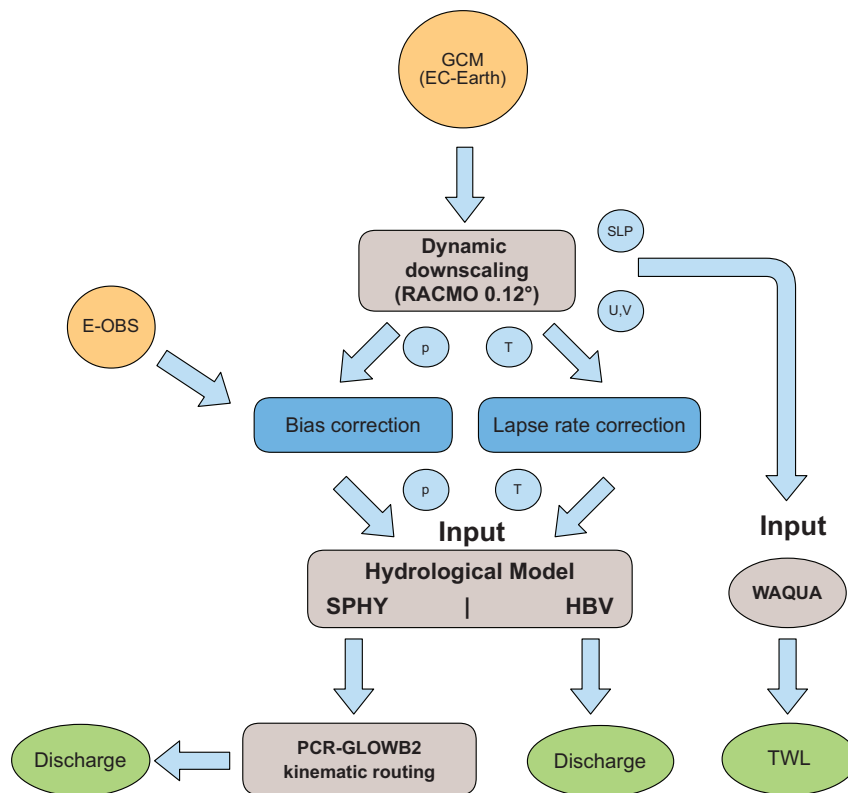 GCM
(EC-Earth)
Dynamic
downscaling
(RACMO 0.12°)
SLP
U,V
E-OBS
p
T
Bias correction
Lapse rate correction
p
T
Input
Input
Hydrological Model
SPHY | HBV
WAQUA
Discharge
PCR-GLOWB2
kinematic routing
Discharge
TWL